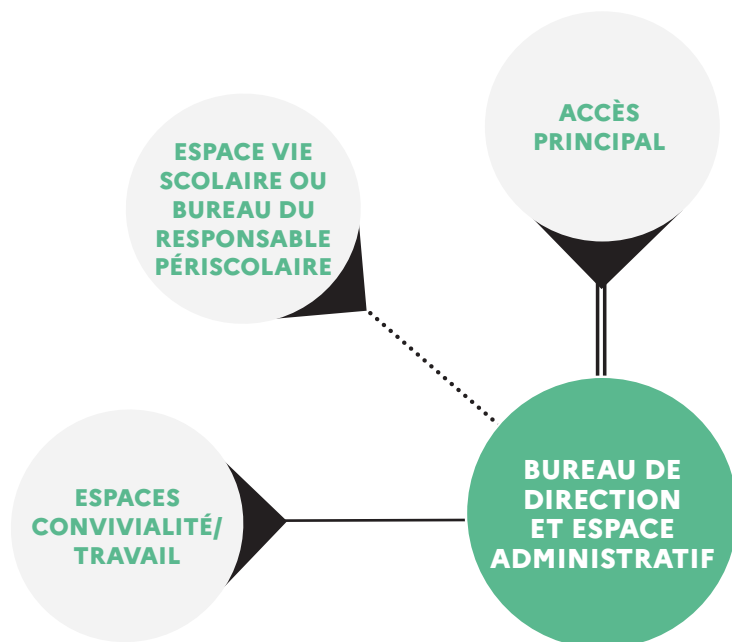 ACCÈS
PRINCIPAL
ESPACE VIE
SCOLAIRE OU
BUREAU DU
RESPONSABLE
PÉRISCOLAIRE
ESPACES
CONVIVIALITÉ/
TRAVAIL
BUREAU DE
DIRECTION
ET ESPACE
ADMINISTRATIF